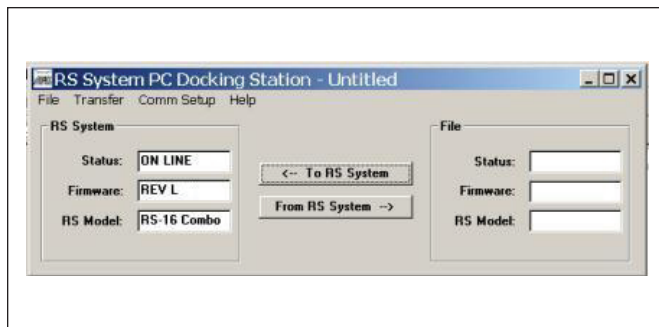 RS System PC Docking Station - Untitled
File Transfer Comm Setup Help
RS System
Status: ON LINE
Firmware: REV L
RS Model: RS-16 Combo
<-- To RS System
From RS System -->
File
Status:
Firmware:
RS Model: